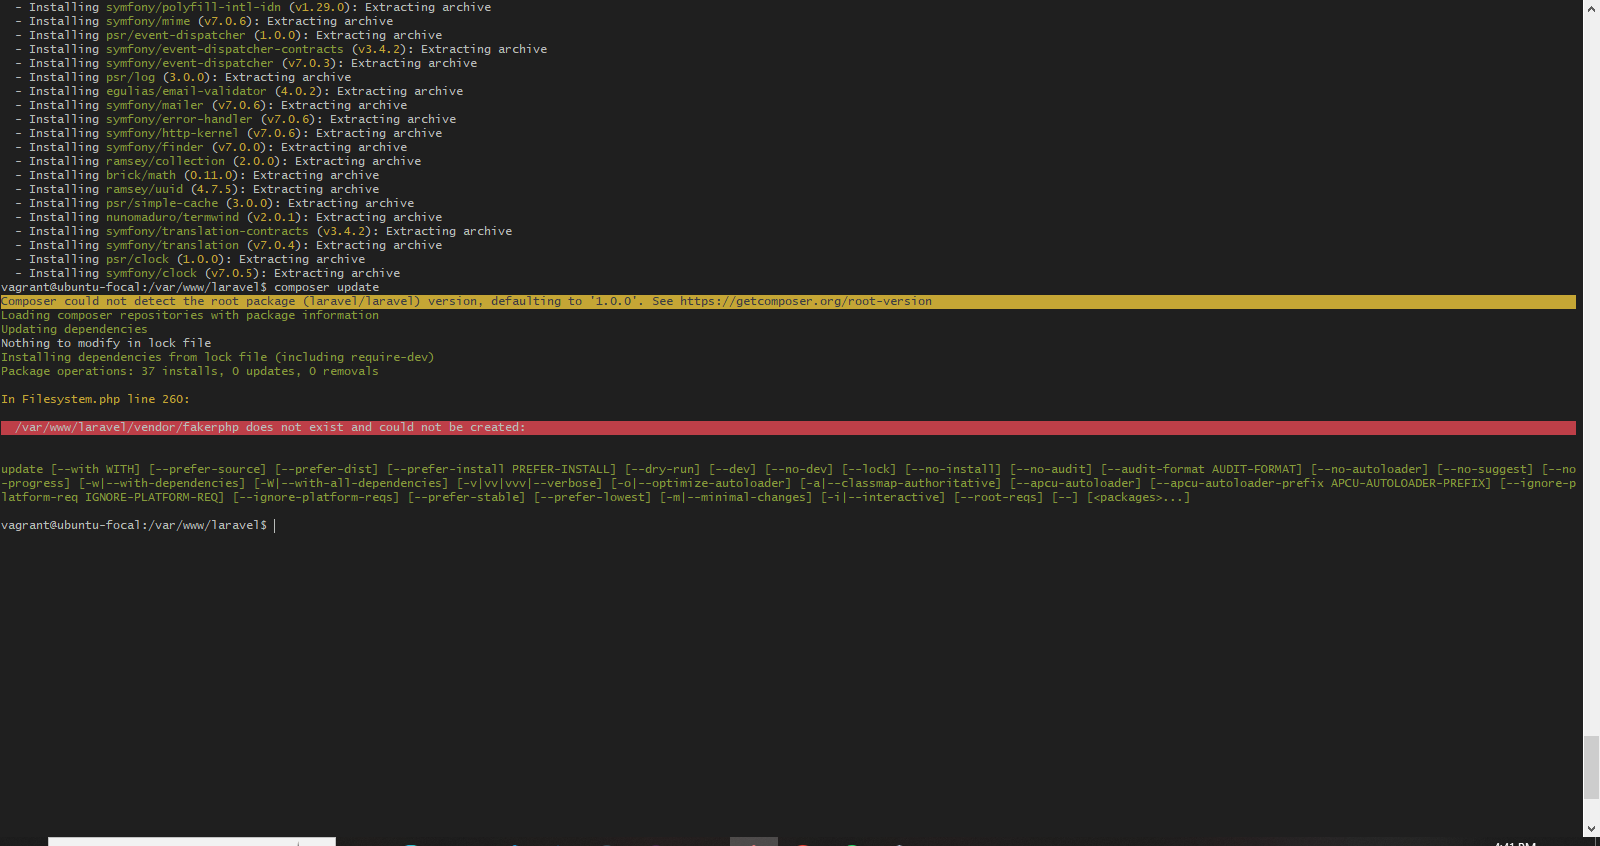 - Installing symfony/polyfill-intl-idn (v1.29.0): Extracting archive
- Installing symfony/mime (v7.0.6): Extracting archive
- Installing psr/event-dispatcher (1.0.0): Extracting archive
- Installing symfony/event-dispatcher-contracts (v3.4.2): Extracting archive
- Installing symfony/event-dispatcher (v7.0.3): Extracting archive
- Installing psr/log (3.0.0): Extracting archive
- Installing egulias/email-validator (4.0.2): Extracting archive
- Installing symfony/mailer (v7.0.6): Extracting archive
- Installing symfony/error-handler (v7.0.6): Extracting archive
- Installing symfony/http-kernel (v7.0.6): Extracting archive
- Installing symfony/finder (v7.0.0): Extracting archive
- Installing ramsey/collection (2.0.0): Extracting archive
- Installing brick/math (0.11.0): Extracting archive
- Installing ramsey/uuid (4.7.5): Extracting archive
- Installing psr/simple-cache (3.0.0): Extracting archive
- Installing nunomaduro/termwind (v2.0.1): Extracting archive
- Installing symfony/translation-contracts (v3.4.2): Extracting archive
- Installing symfony/translation (v7.0.4): Extracting archive
- Installing psr/clock (1.0.0): Extracting archive
- Installing symfony/clock (v7.0.5): Extracting archive
vagrant@ubuntu-focal:/var/www/laravel$ composer update
Composer could not detect the root package (laravel/laravel) version, defaulting to '1.0.0'. See https://getcomposer.org/root-version
Loading composer repositories with package information
Updating dependencies
Nothing to modify in lock file
Installing dependencies from lock file (including require-dev)
Package operations: 37 installs, 0 updates, 0 removals
In Filesystem.php line 260:
/var/www/laravel/vendor/fakerphp does not exist and could not be created:
update [--with WITH] [--prefer-source] [--prefer-dist] [--prefer-install PREFER-INSTALL] [--dry-run] [--dev] [--no-dev] [--lock] [--no-install] [--no-audit] [--audit-format AUDIT-FORMAT] [--no-autoloader] [--no-suggest] [--no
-progress] [-w|--with-dependencies] [-W|--with-all-dependencies] [-v|vv|vvv|--verbose] [-o|--optimize-autoloader] [-a|--classmap-authoritative] [--apcu-autoloader] [--apcu-autoloader-prefix APCU-AUTOLOADER-PREFIX] [--ignore-p
latform-req IGNORE-PLATFORM-REQ] [--ignore-platform-reqs] [--prefer-stable] [--prefer-lowest] [-m|--minimal-changes] [-i|--interactive] [--root-reqs] [--] [<packages>...]
vagrant@ubuntu-focal:/var/www/laravel$
4:41 PM